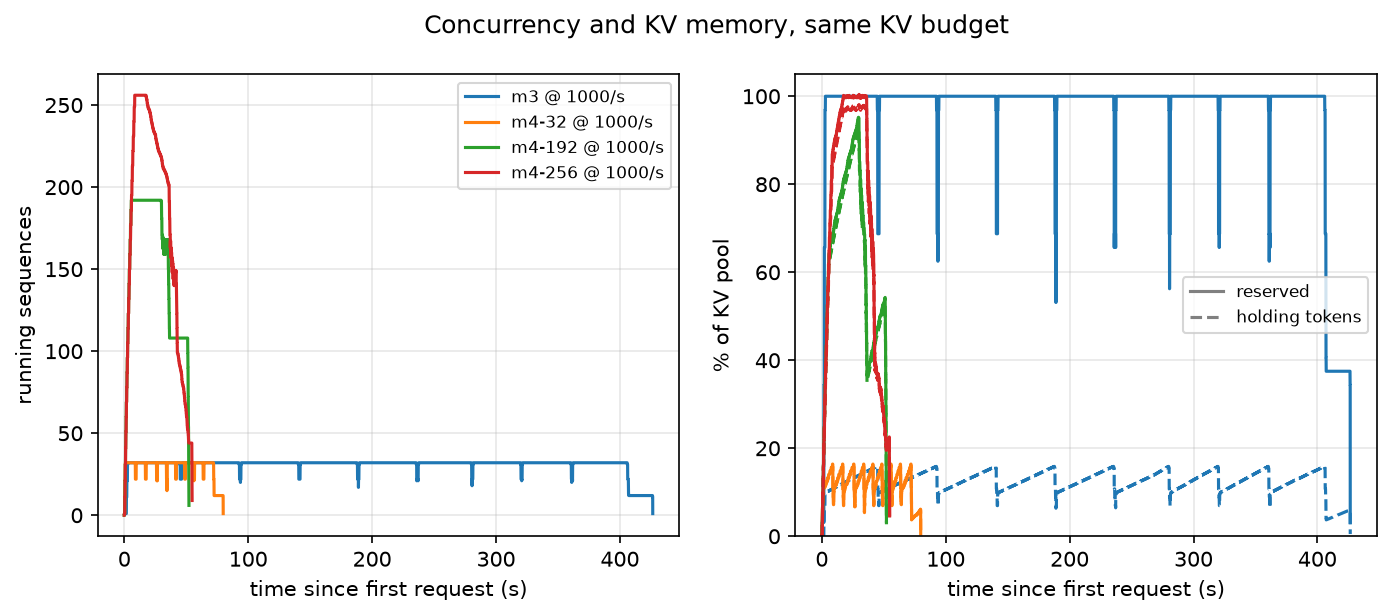 Concurrency and KV memory, same KV budget
running sequences
250
200
150
100
50
0
m3 @ 1000/s
m4-32 @ 1000/s
m4-192 @ 1000/s
m4-256 @ 1000/s
0
100
200
300
400
time since first request (s)
% of KV pool
100
80
60
40
20
0
reserved
holding tokens
0
100
200
300
400
time since first request (s)